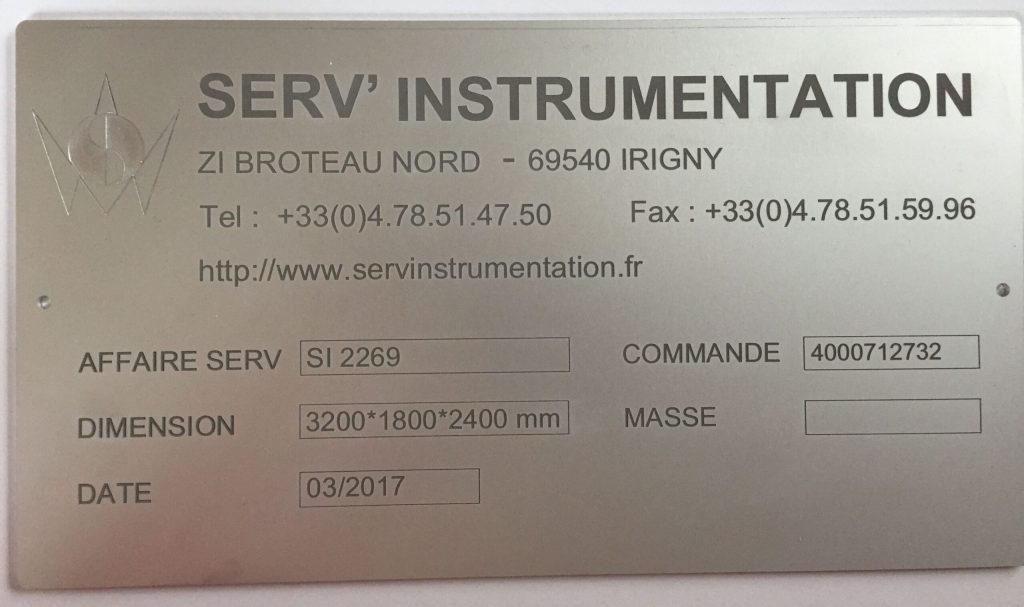 SERV' INSTRUMENTATION
ZI BROTEAU NORD - 69540 IRIGNY
Tel : +33(0)4.78.51.47.50 Fax : +33(0)4.78.51.59.96
http://www.servinstrumentation.fr
AFFAIRE SERV SI 2269 COMMANDE 4000712732
DIMENSION 3200*1800*2400 mm MASSE
DATE 03/2017